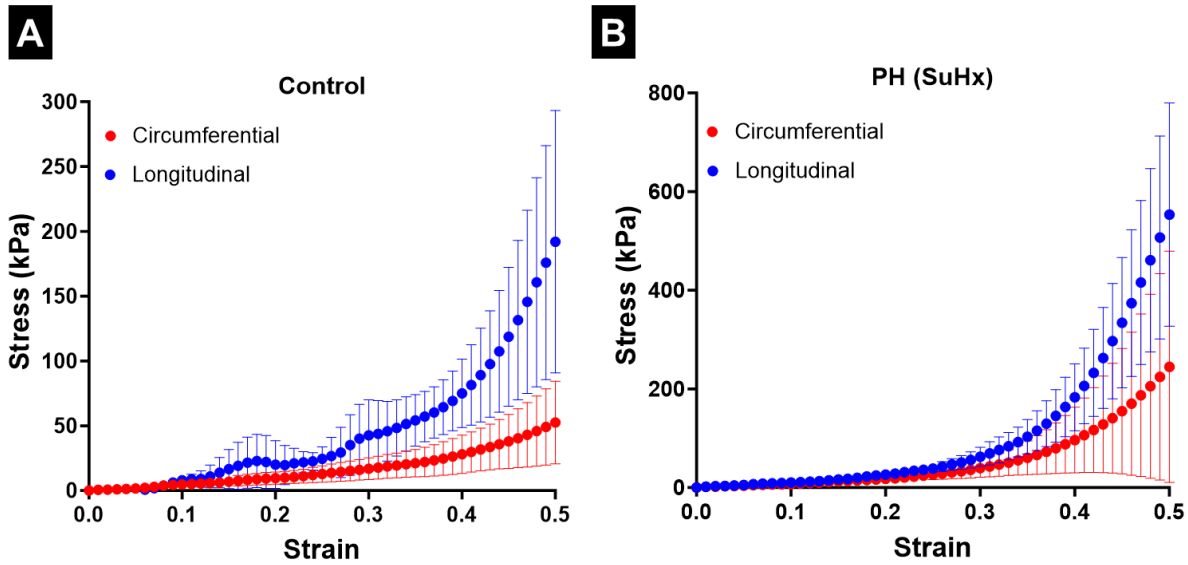 A
Control
Circumferential
Longitudinal
Stress (kPa)
300
250
200
150
100
50
0
0.0 0.1 0.2 0.3 0.4 0.5
Strain
B
PH (SuHx)
Circumferential
Longitudinal
Stress (kPa)
800
600
400
200
0
0.0 0.1 0.2 0.3 0.4 0.5
Strain